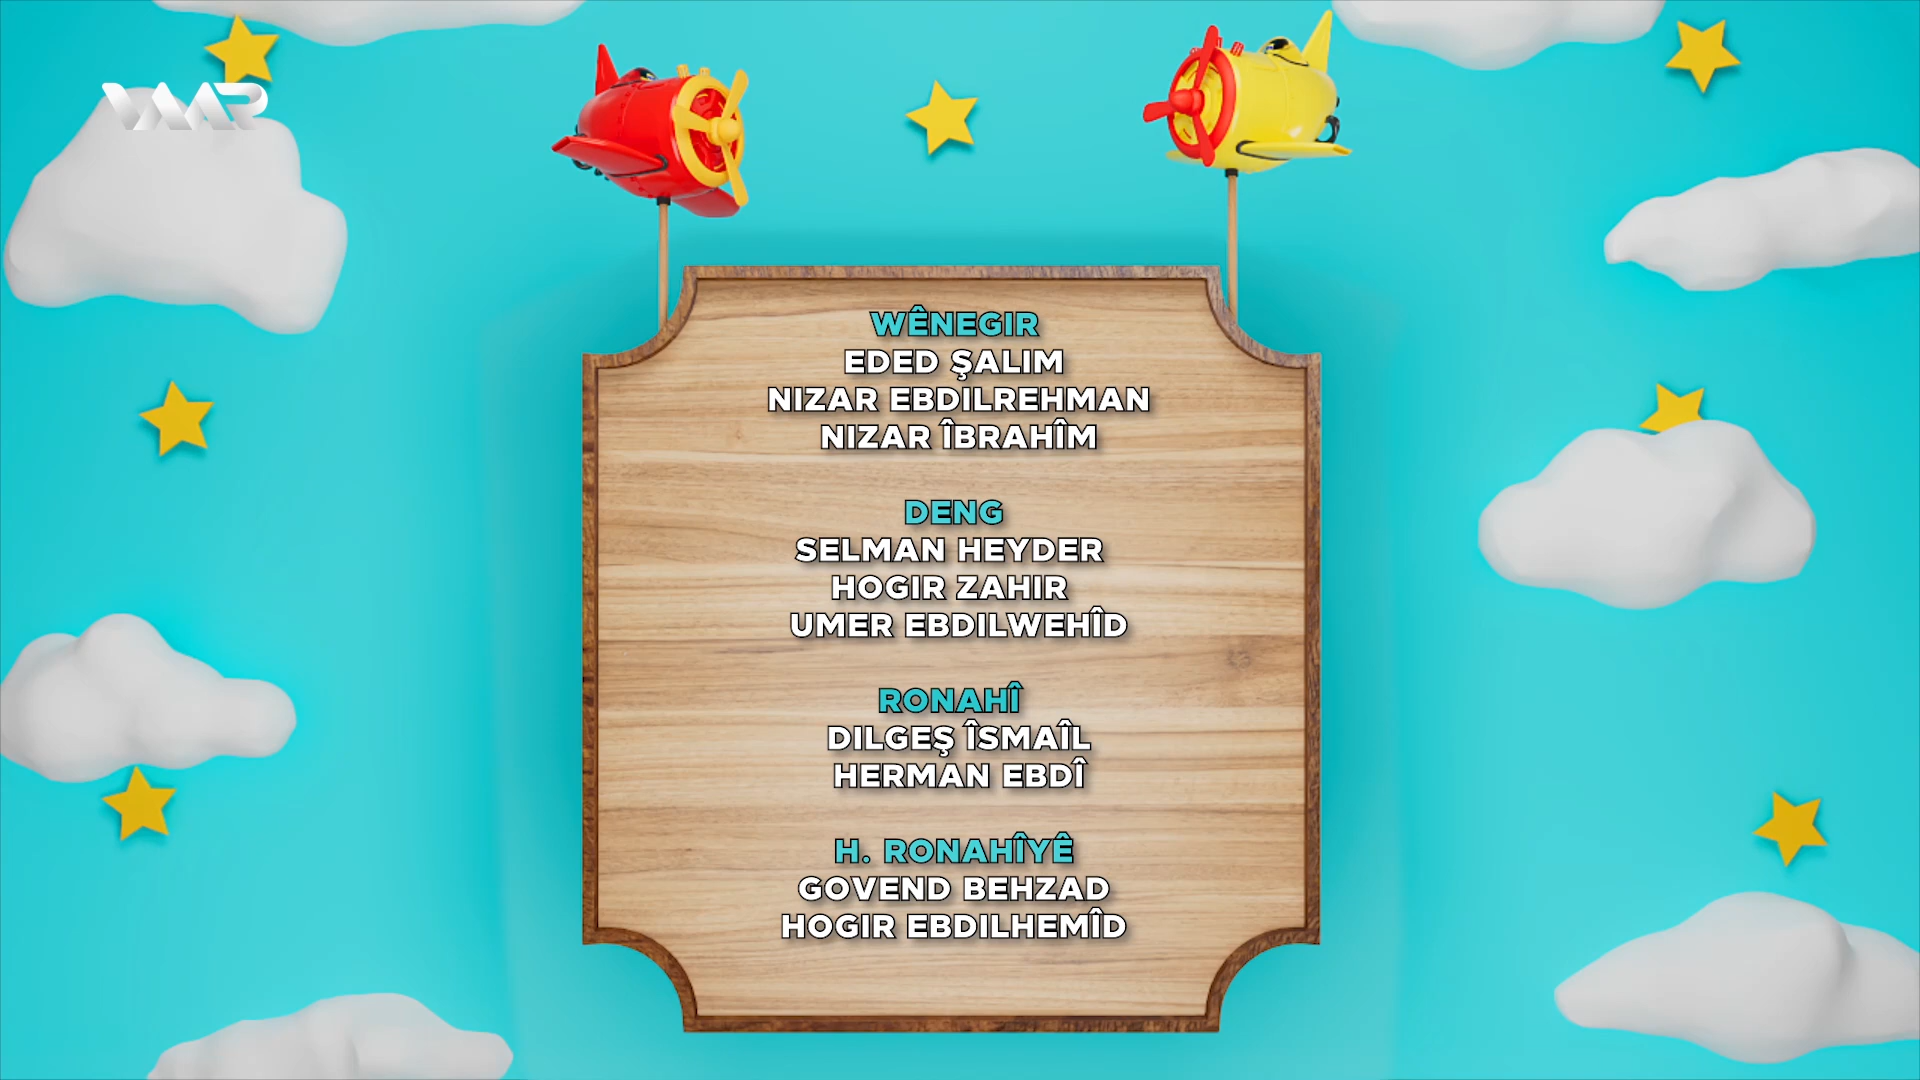 WAAR
WÊNEGIR
EDED ŞALIM
NIZAR EBDILREHMAN
NIZAR ÎBRAHÎM
DENG
SELMAN HEYDER
HOGIR ZAHIR
UMER EBDILWEHÎD
RONAHÎ
DILGEŞ ÎSMAÎL
HERMAN EBDÎ
H. RONAHÎYÊ
GOVEND BEHZAD
HOGIR EBDILHEMÎD